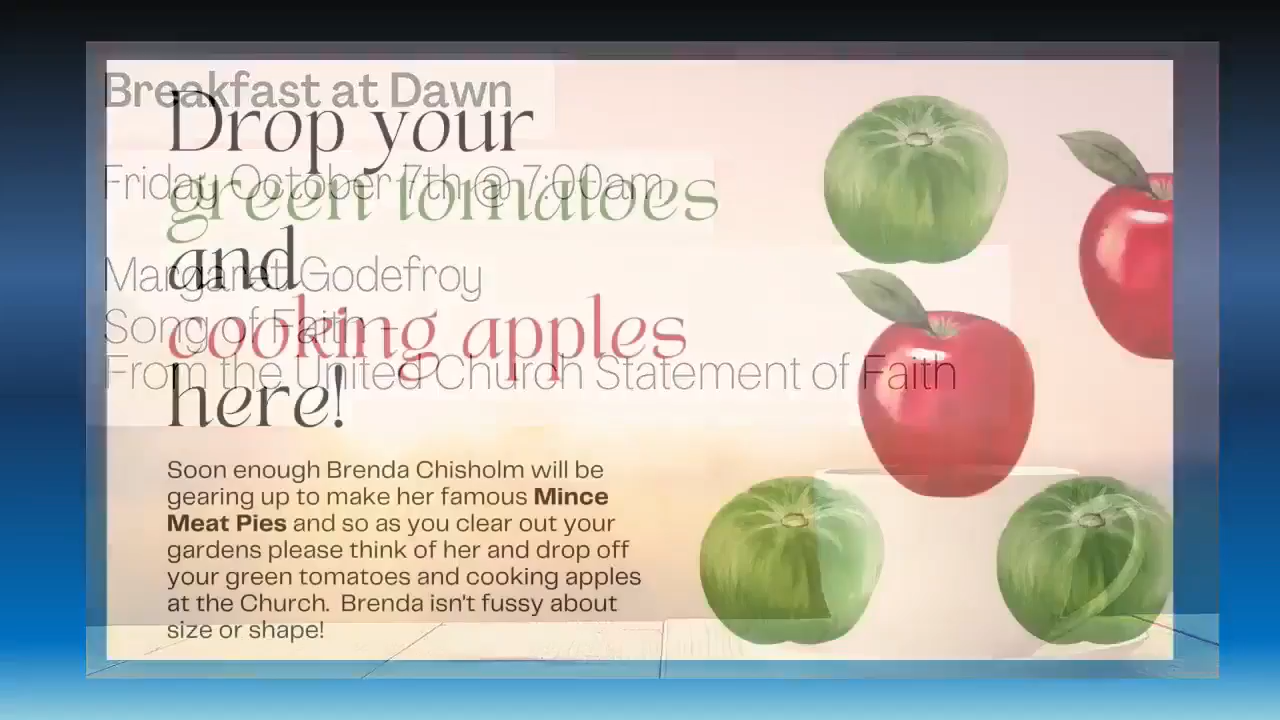 Breakfast at Dawn
Friday October 7th @ 7:00am
Margaret Godefroy
Song of Faith –
From the United Church Statement of Faith
Drop your
green tomatoes
and
cooking apples
here!
Soon enough Brenda Chisholm will be
gearing up to make her famous Mince
Meat Pies and so as you clear out your
gardens please think of her and drop off
your green tomatoes and cooking apples
at the Church. Brenda isn't fussy about
size or shape!